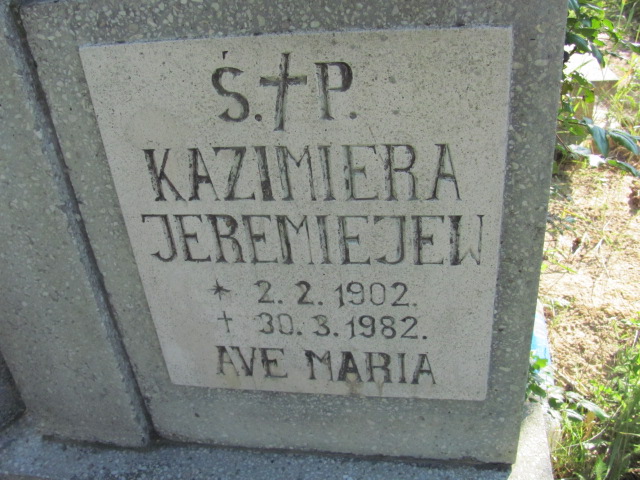 Ś.†P.
KAZIMIERA
JEREMIEJEW
* 2.2.1902.
† 30.3.1982.
AVE MARIA